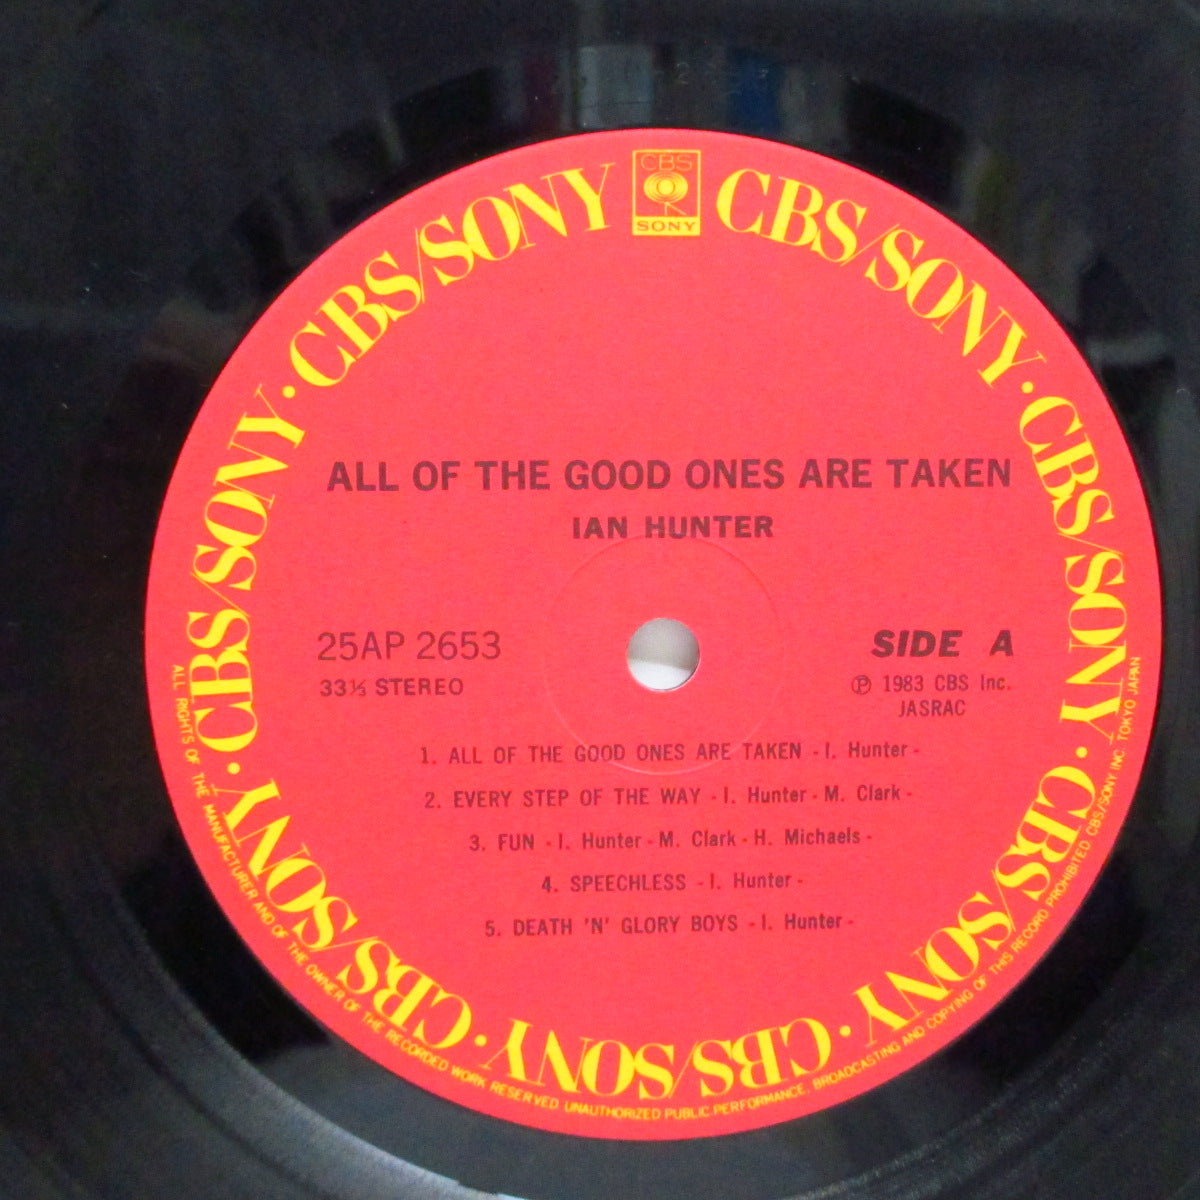 CBS
SONY
CBS/SONY · CBS/SONY · CBS/SONY · CBS/SONY · CBS/SONY · CBS/SONY · CBS/SONY · CBS/SONY
ALL OF THE GOOD ONES ARE TAKEN
IAN HUNTER
25AP 2653
33⅓ STEREO
SIDE A
Ⓟ 1983 CBS Inc.
JASRAC
1. ALL OF THE GOOD ONES ARE TAKEN - I. Hunter -
2. EVERY STEP OF THE WAY - I. Hunter - M. Clark -
3. FUN - I. Hunter - M. Clark - H. Michaels -
4. SPEECHLESS - I. Hunter -
5. DEATH 'N' GLORY BOYS - I. Hunter -
ALL RIGHTS OF THE MANUFACTURER AND OF THE OWNER OF THE RECORDED WORK RESERVED UNAUTHORIZED PUBLIC PERFORMANCE, BROADCASTING AND COPYING OF THIS RECORD PROHIBITED CBS/SONY INC. TOKYO JAPAN